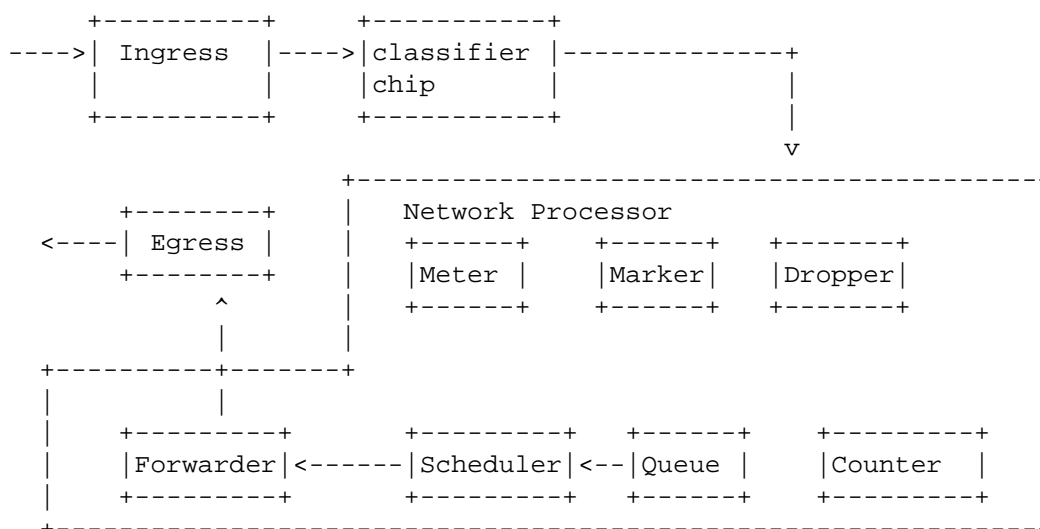 Ingress classifier
chip
Network Processor
Egress
Meter Marker Dropper
Forwarder Scheduler Queue Counter